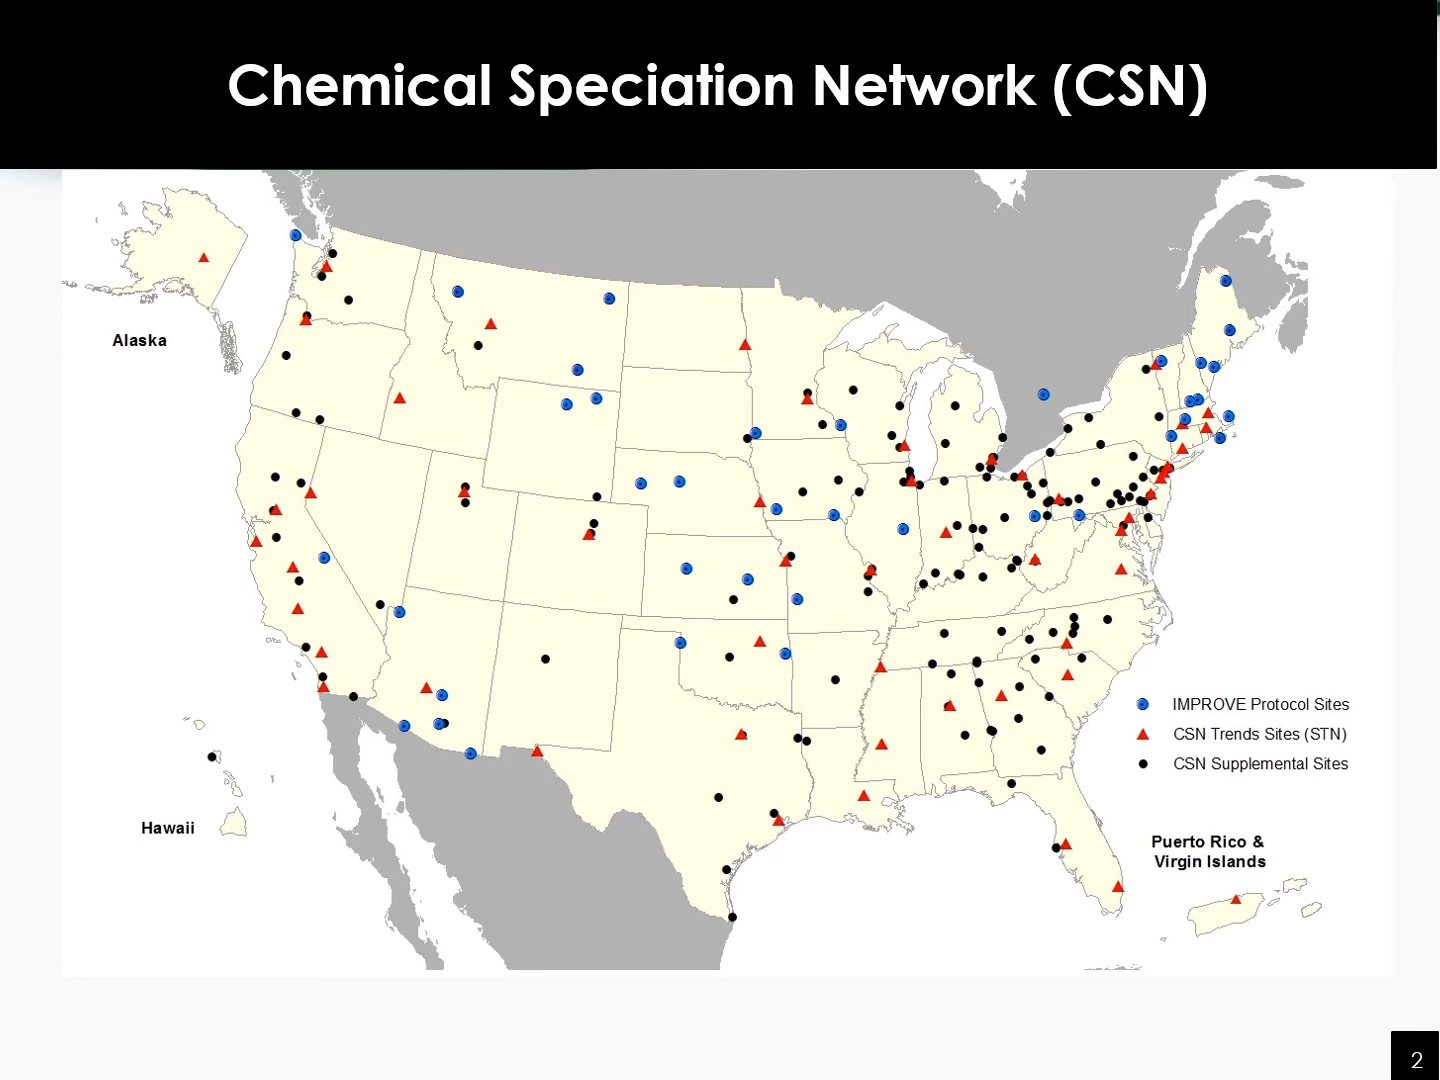 Chemical Speciation Network (CSN)
Alaska
IMPROVE Protocol Sites
CSN Trends Sites (STN)
CSN Supplemental Sites
Hawaii
Puerto Rico &
Virgin Islands
2